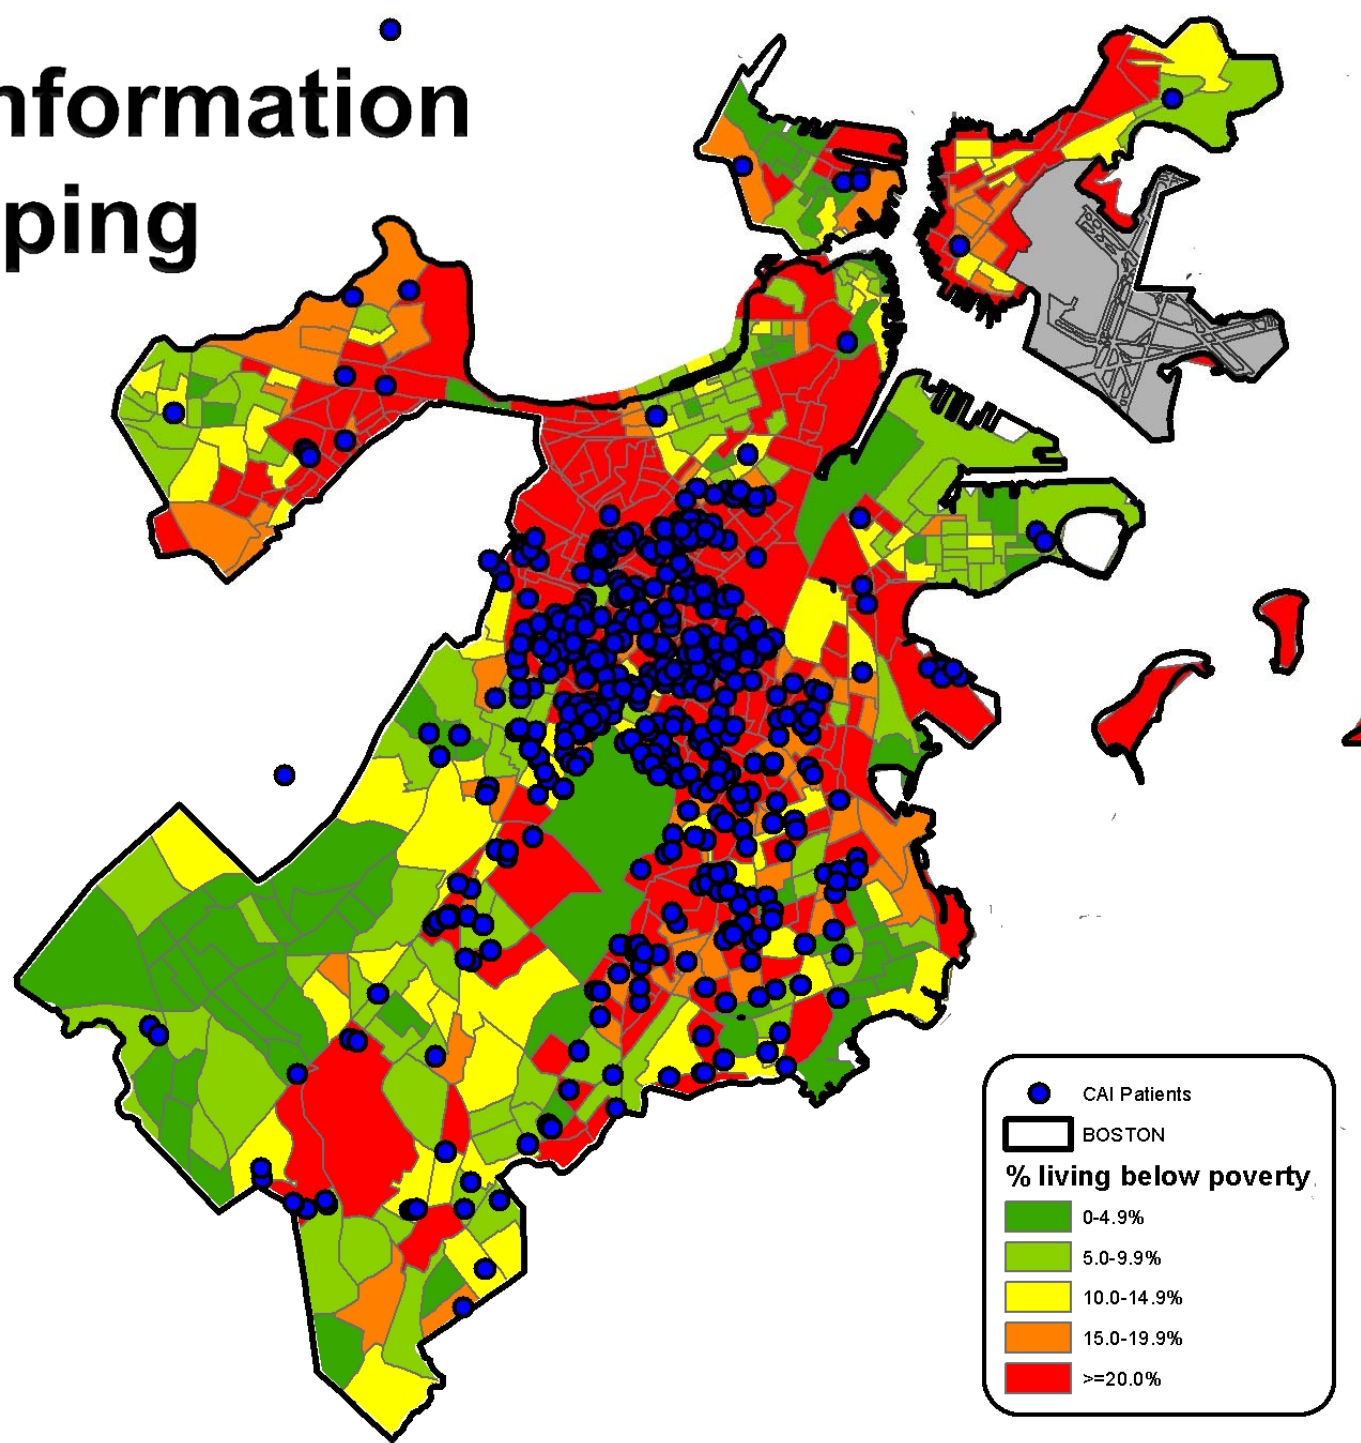 nformation
ping
CAI Patients
BOSTON
% living below poverty
0-4.9%
5.0-9.9%
10.0-14.9%
15.0-19.9%
>=20.0%